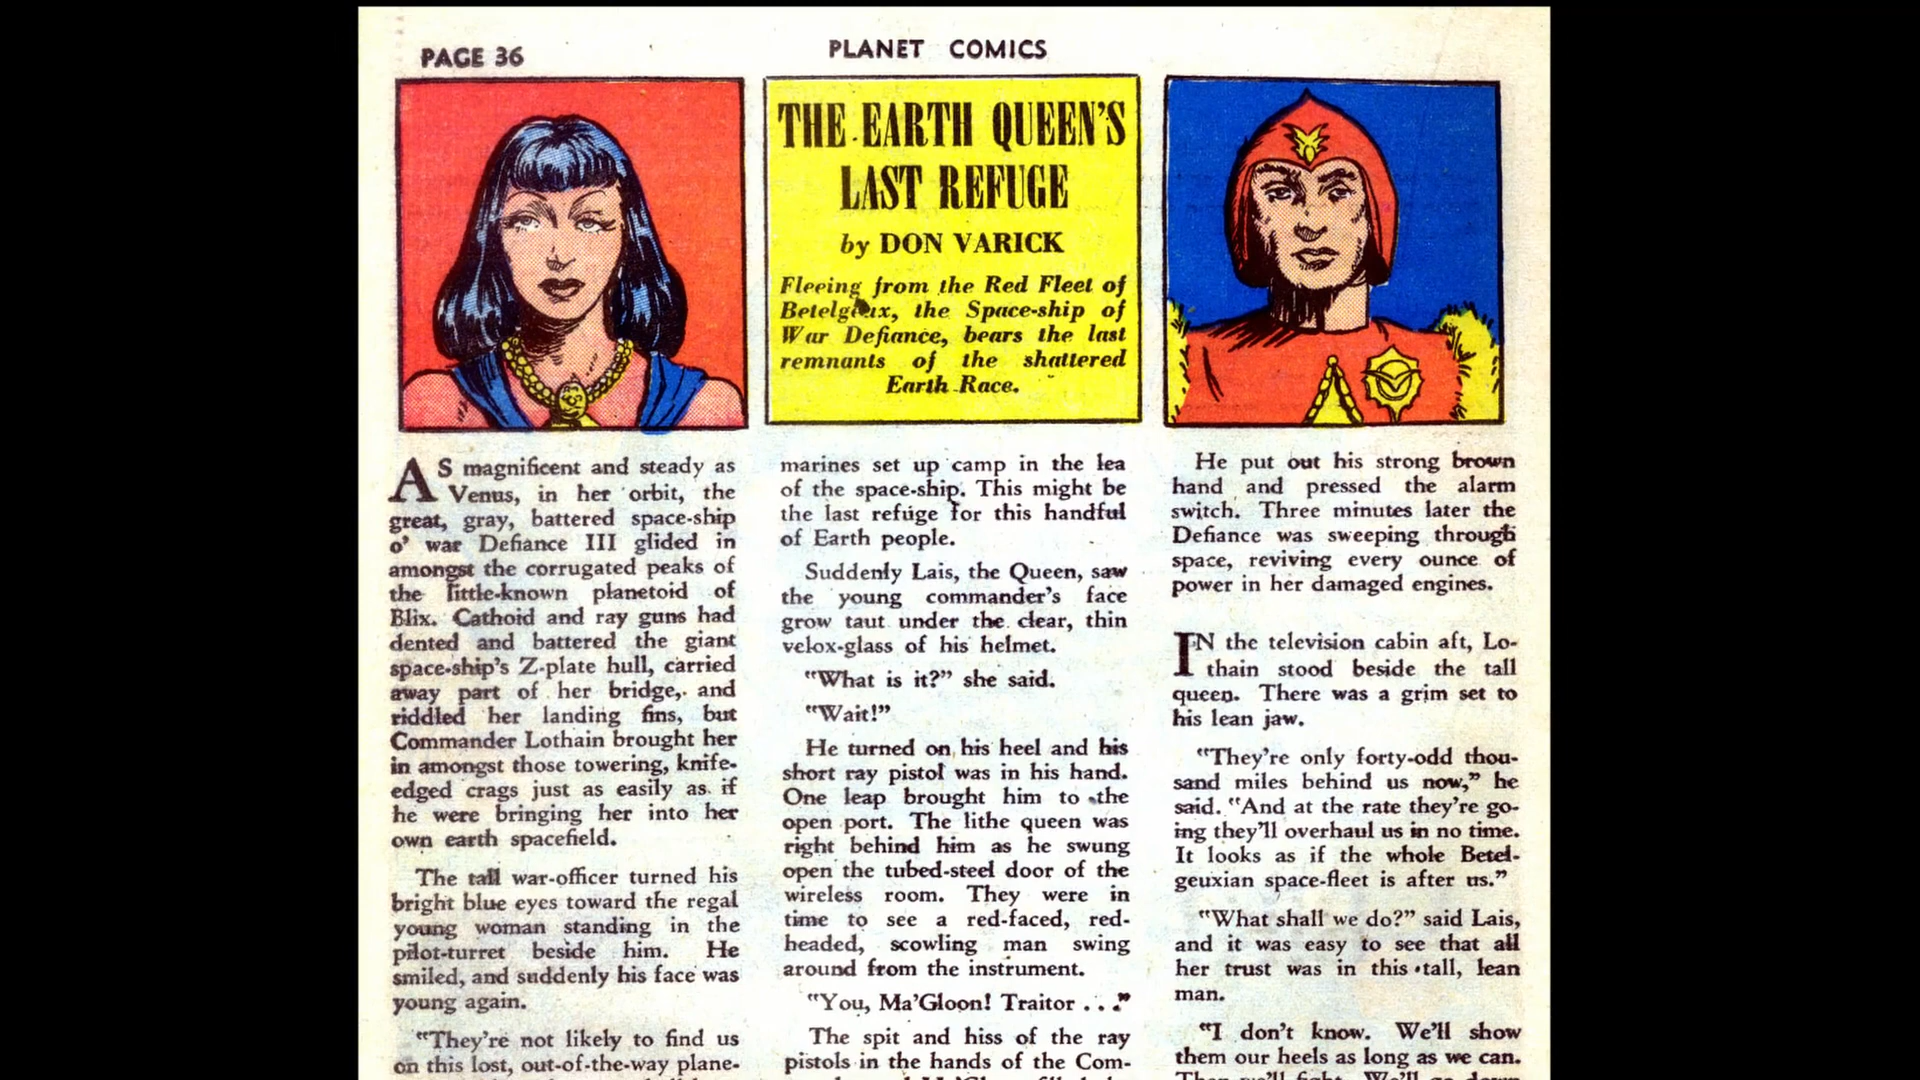 PAGE 36
PLANET COMICS
THE EARTH QUEEN'S
LAST REFUGE
by DON VARICK
Fleeing from the Red Fleet of
Betelgeux, the Space-ship of
War Defiance, bears the last
remnants of the shattered
Earth Race.
AS magnificent and steady as
Venus, in her orbit, the
great, gray, battered space-ship
o' war Defiance III glided in
amongst the corrugated peaks of
the little-known planetoid of
Blix. Cathoid and ray guns had
dented and battered the giant
space-ship's Z-plate hull, carried
away part of her bridge, and
riddled her landing fins, but
Commander Lothain brought her
in amongst those towering, knife-
edged crags just as easily as if
he were bringing her into her
own earth spacefield.
The tall war-officer turned his
bright blue eyes toward the regal
young woman standing in the
pilot-turret beside him. He
smiled, and suddenly his face was
young again.
"They're not likely to find us
on this lost, out-of-the-way plane-
marines set up camp in the lea
of the space-ship. This might be
the last refuge for this handful
of Earth people.
Suddenly Lais, the Queen, saw
the young commander's face
grow taut under the clear, thin
velox-glass of his helmet.
"What is it?" she said.
"Wait!"
He turned on his heel and his
short ray pistol was in his hand.
One leap brought him to the
open port. The lithe queen was
right behind him as he swung
open the tubed-steel door of the
wireless room. They were in
time to see a red-faced, red-
headed, scowling man swing
around from the instrument.
"You, Ma'Gloon! Traitor . . ."
The spit and hiss of the ray
pistols in the hands of the Com-
He put out his strong brown
hand and pressed the alarm
switch. Three minutes later the
Defiance was sweeping through
space, reviving every ounce of
power in her damaged engines.
IN the television cabin aft, Lo-
thain stood beside the tall
queen. There was a grim set to
his lean jaw.
"They're only forty-odd thou-
sand miles behind us now," he
said. "And at the rate they're go-
ing they'll overhaul us in no time.
It looks as if the whole Betel-
geuxian space-fleet is after us."
"What shall we do?" said Lais,
and it was easy to see that all
her trust was in this tall, lean
man.
"I don't know. We'll show
them our heels as long as we can.
Then we'll fight. We'll go down